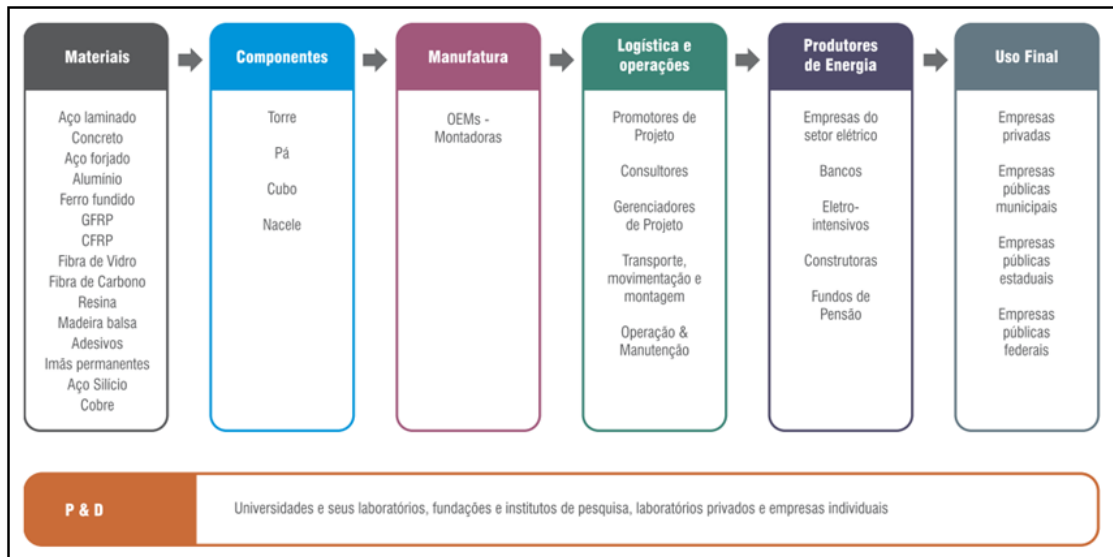 Materiais
Aço laminado
Concreto
Aço forjado
Alumínio
Ferro fundido
GFRP
CFRP
Fibra de Vidro
Fibra de Carbono
Resina
Madeira balsa
Adesivos
Imãs permanentes
Aço Silício
Cobre
Componentes
Torre
Pá
Cubo
Nacele
Manufatura
OEMs -
Montadoras
Logística e
operações
Promotores de
Projeto
Consultores
Gerenciadores
de Projeto
Transporte,
movimentação e
montagem
Operação &
Manutenção
Produtores
de Energia
Empresas do
setor elétrico
Bancos
Eletro-
intensivos
Construtoras
Fundos de
Pensão
Uso Final
Empresas
privadas
Empresas
públicas
municipais
Empresas
públicas
estaduais
Empresas
públicas
federais
P & D
Universidades e seus laboratórios, fundações e institutos de pesquisa, laboratórios privados e empresas individuais